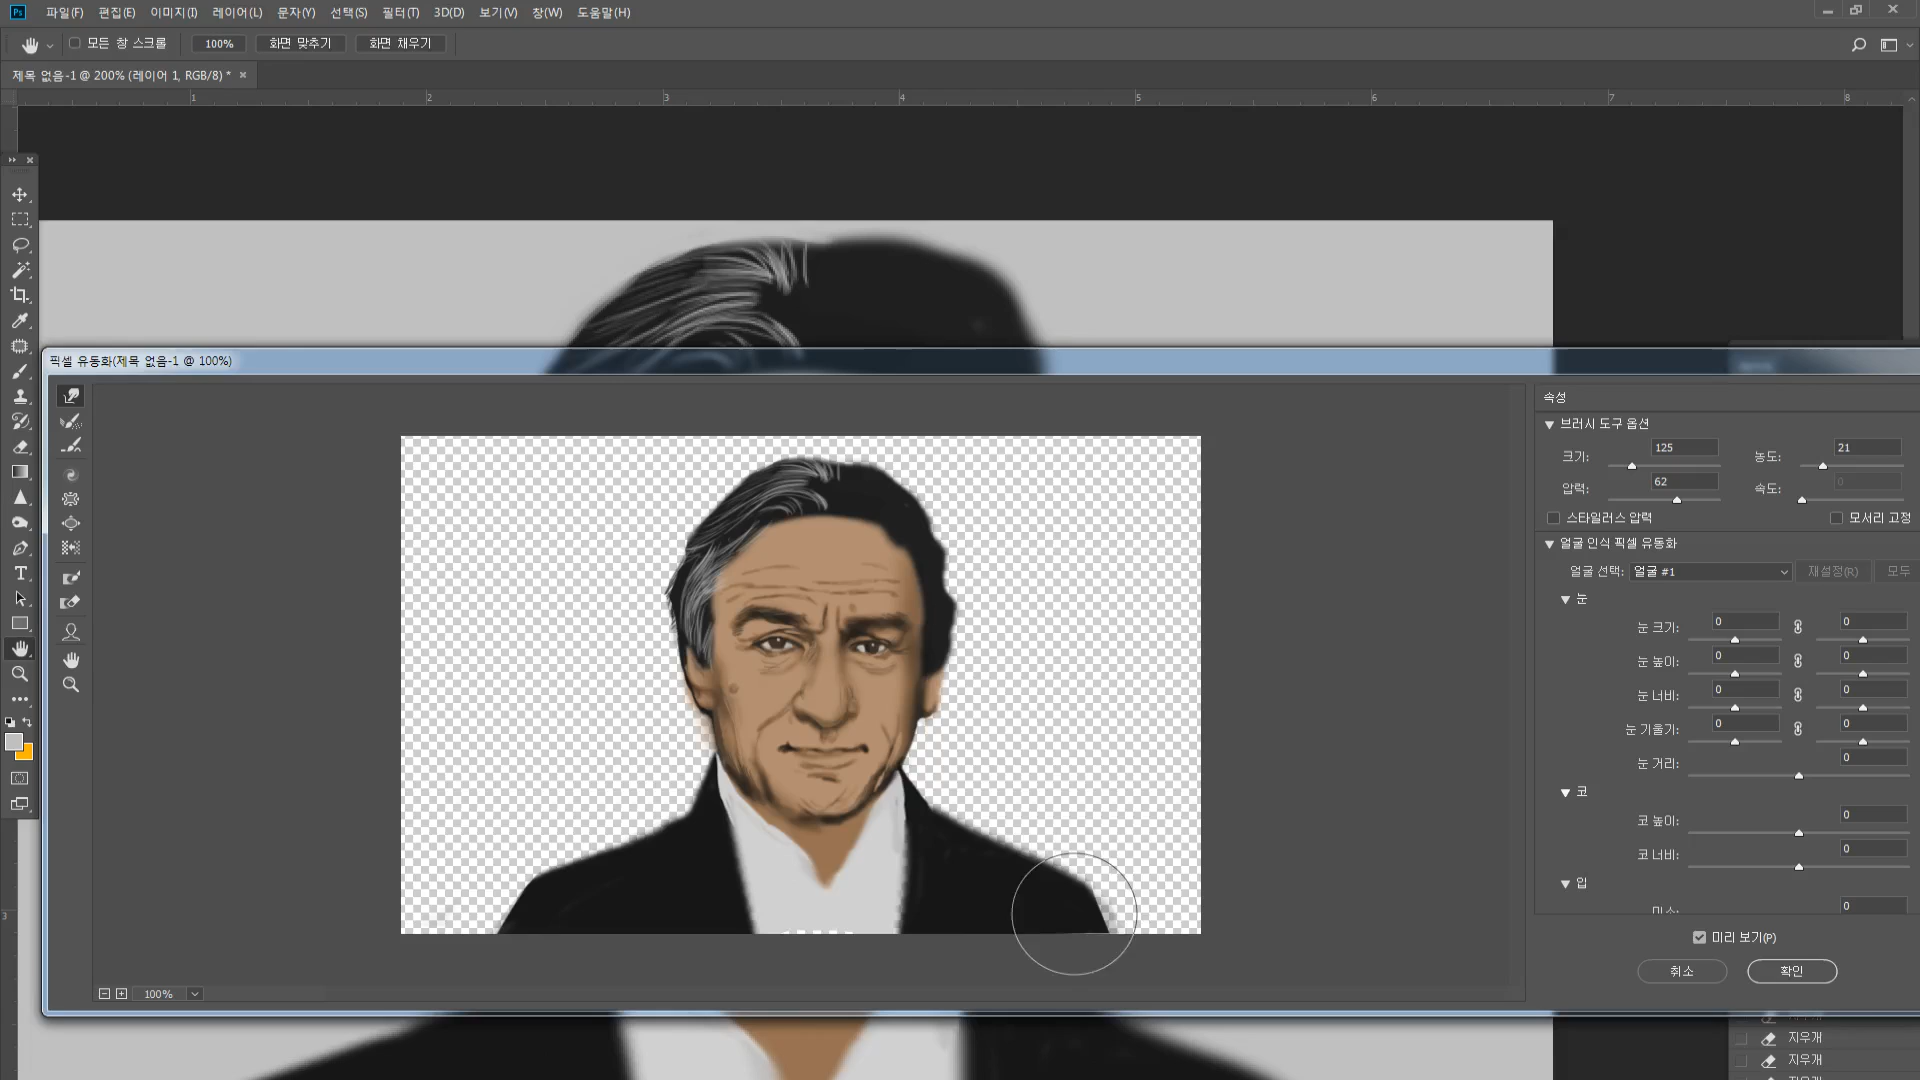 Ps 파일(F) 편집(E) 이미지(I) 레이어(L) 문자(Y) 선택(S) 필터(T) 3D(D) 보기(V) 창(W) 도움말(H)
모든 창 스크롤 100% 화면 맞추기 화면 채우기
제목 없음-1 @ 200% (레이어 1, RGB/8) *
1 2 3 4 5 6 7 8
픽셀 유동화(제목 없음-1 @ 100%)
속성
브러시 도구 옵션
크기: 125 농도: 21
압력: 62 속도: 0
스타일러스 압력 모서리 고정
얼굴 인식 픽셀 유동화
얼굴 선택: 얼굴 #1 재설정(R) 모두
눈
눈 크기: 0 0
눈 높이: 0 0
눈 너비: 0 0
눈 기울기: 0 0
눈 거리: 0
코
코 높이: 0
코 너비: 0
입
미소: 0
3
미리 보기(P)
취소 확인
100%
지우개
지우개